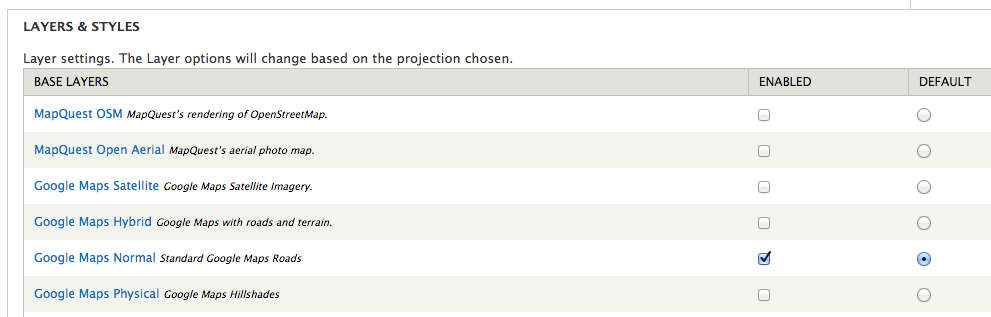 LAYERS & STYLES
Layer settings. The Layer options will change based on the projection chosen.
BASE LAYERS ENABLED DEFAULT
MapQuest OSM MapQuest’s rendering of OpenStreetMap.
MapQuest Open Aerial MapQuest’s aerial photo map.
Google Maps Satellite Google Maps Satellite Imagery.
Google Maps Hybrid Google Maps with roads and terrain.
Google Maps Normal Standard Google Maps Roads
Google Maps Physical Google Maps Hillshades